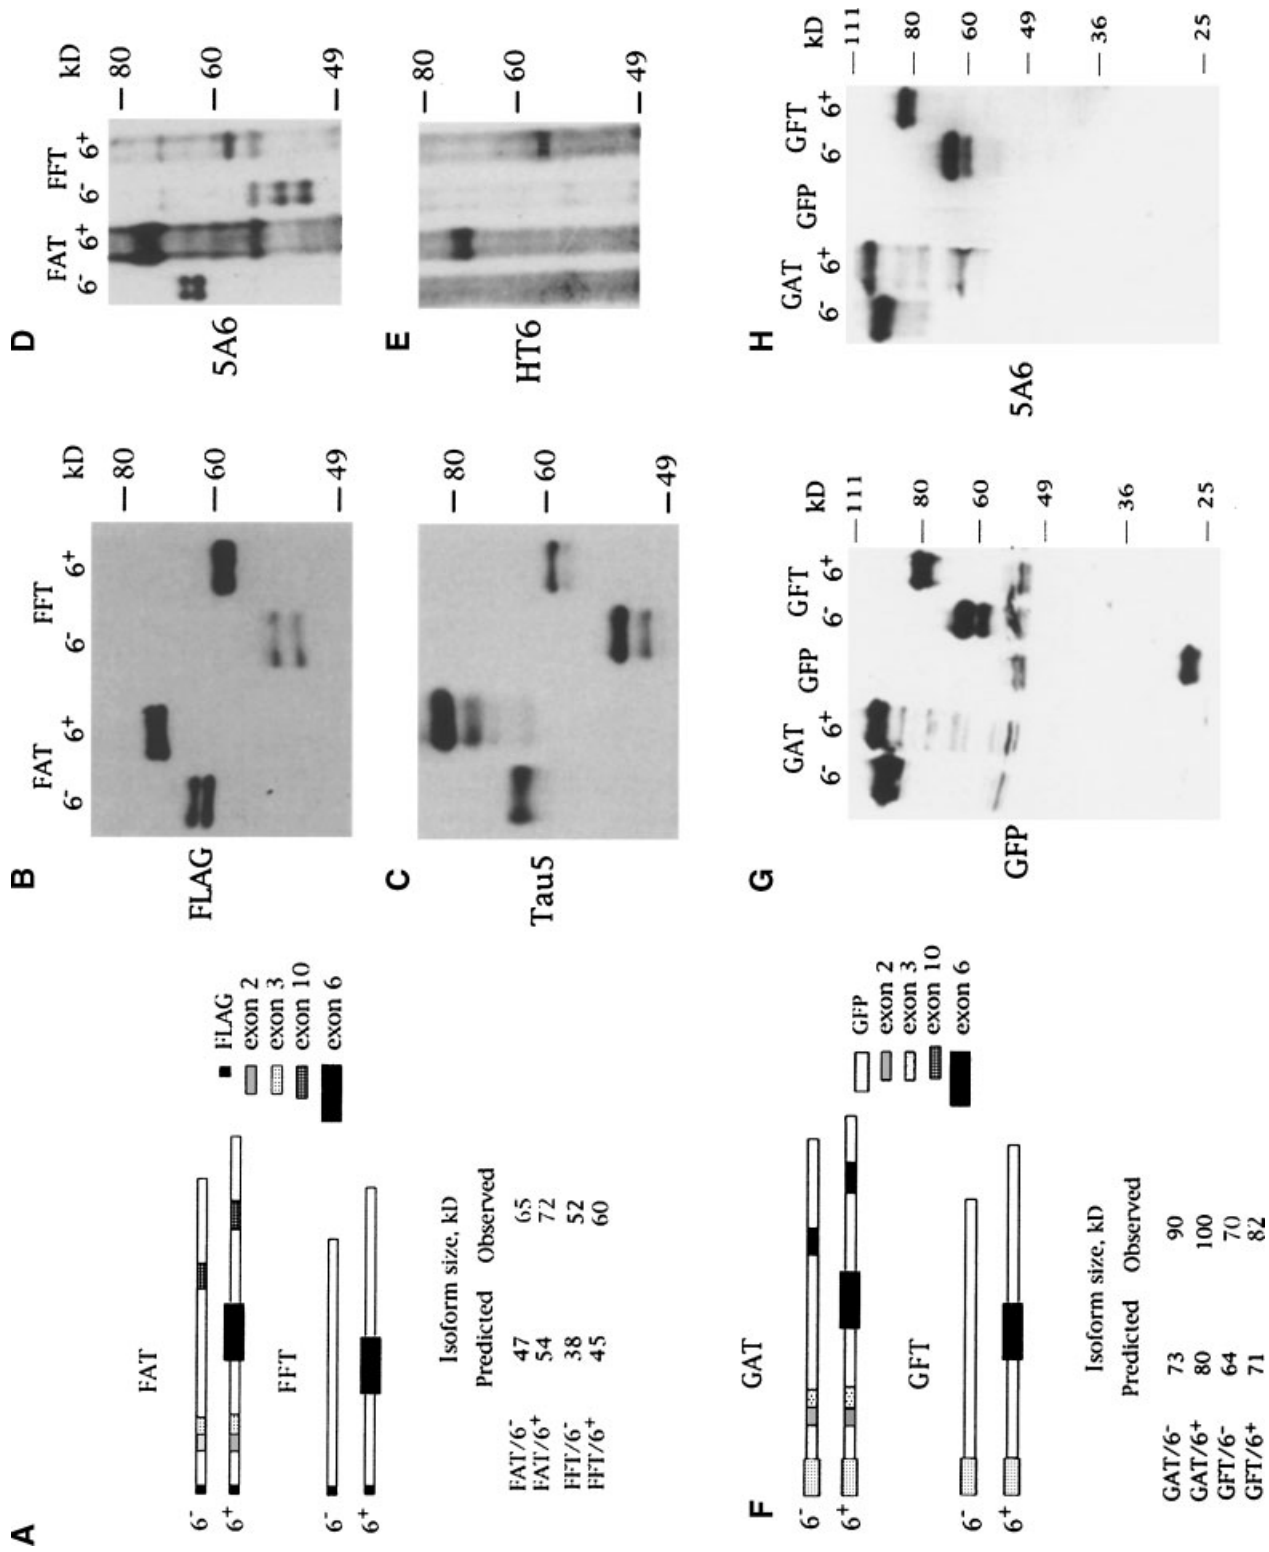 A
FAT
6-
6+
FLAG
exon 2
exon 3
exon 10
exon 6
FFT
6-
6+
Isoform size, kD
Predicted Observed
FAT/6- 47 65
FAT/6+ 54 72
FFT/6- 38 52
FFT/6+ 45 60
B
FAT FFT
6- 6+ 6- 6+ kD
80
60
49
FLAG
C
80
60
49
Tau5
D
FAT FFT
6- 6+ 6- 6+ kD
80
60
49
5A6
E
80
60
49
HT6
F
GAT
6-
6+
GFP
exon 2
exon 3
exon 10
exon 6
GFT
6-
6+
Isoform size, kD
Predicted Observed
GAT/6- 73 90
GAT/6+ 80 100
GFT/6- 64 70
GFT/6+ 71 82
G
GAT GFP GFT
6- 6+ 6- 6+ kD
111
80
60
49
36
25
GFP
H
GAT GFP GFT
6- 6+ 6- 6+ kD
111
80
60
49
36
25
5A6